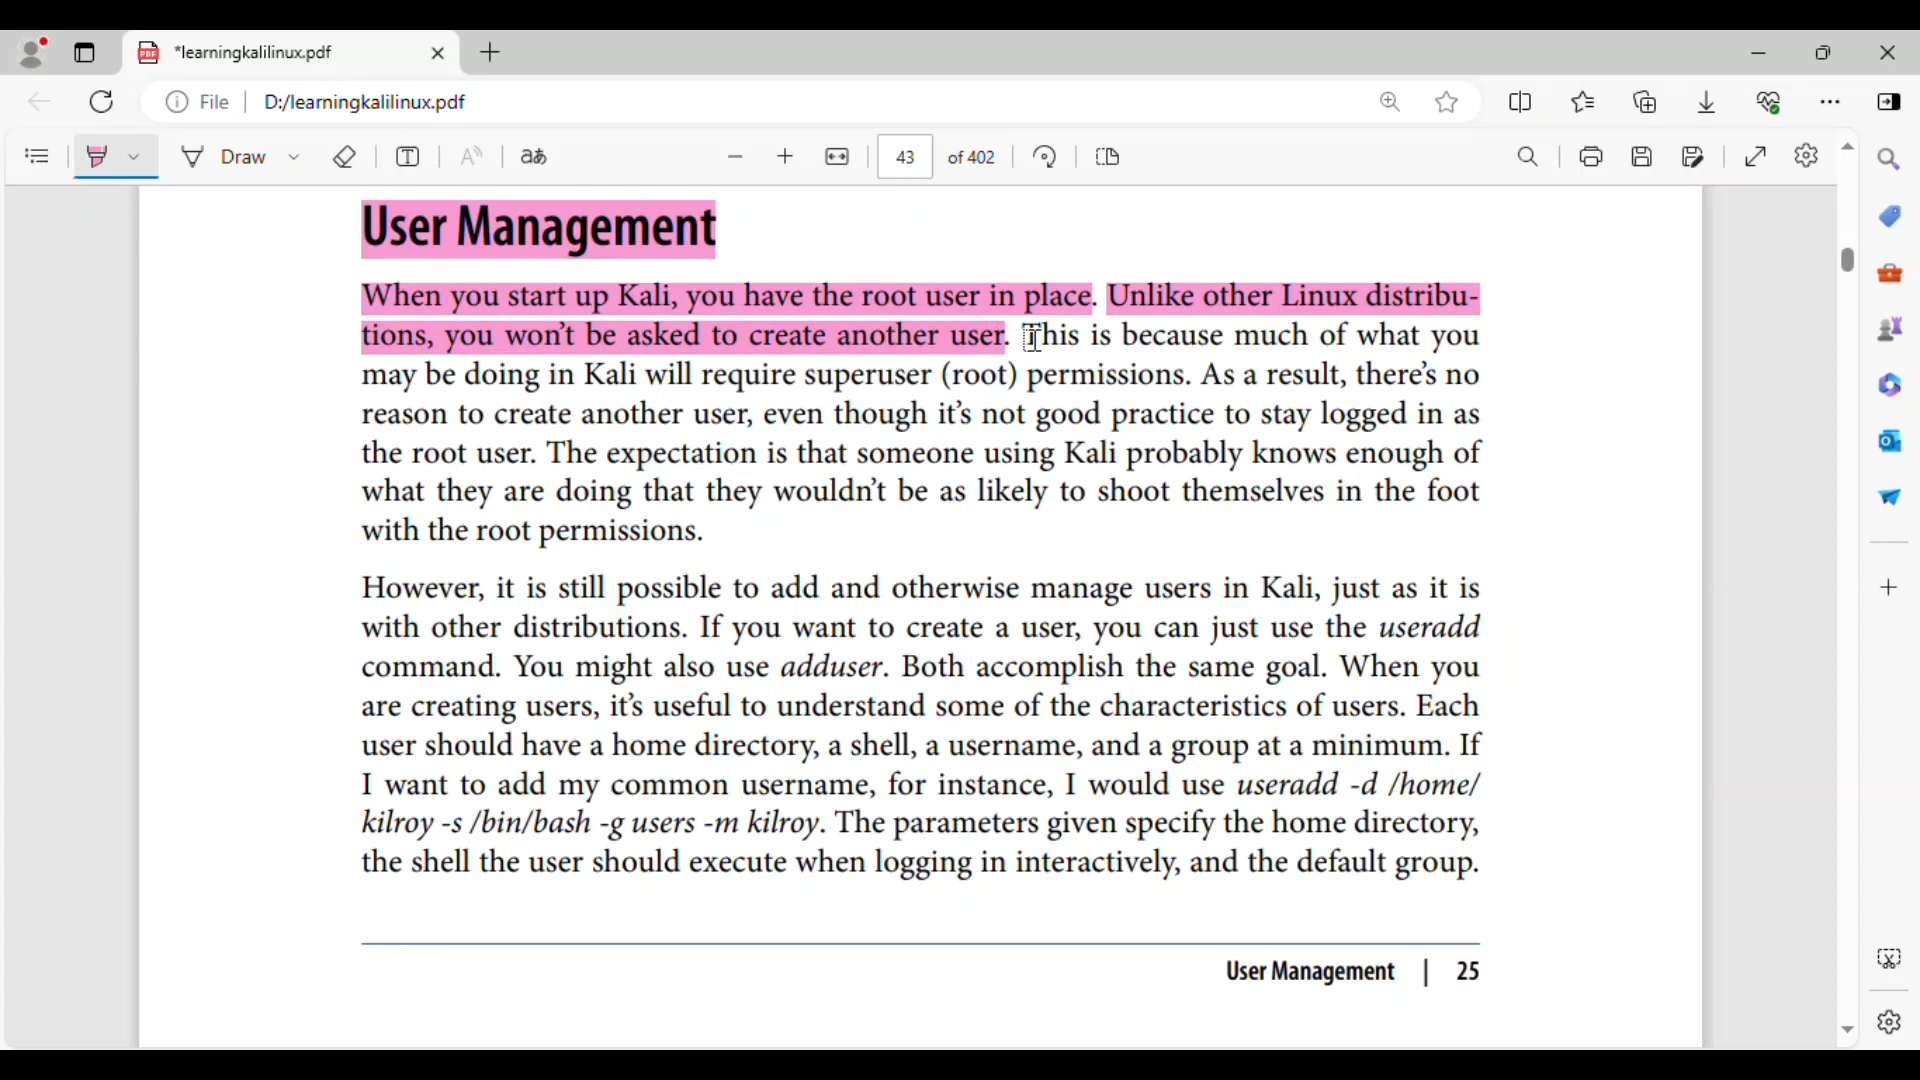 *learningkalilinux.pdf
File
D:/learningkalilinux.pdf
Draw
aあ
43 of 402
User Management
When you start up Kali, you have the root user in place. Unlike other Linux distribu-
tions, you won't be asked to create another user. This is because much of what you
may be doing in Kali will require superuser (root) permissions. As a result, there's no
reason to create another user, even though it's not good practice to stay logged in as
the root user. The expectation is that someone using Kali probably knows enough of
what they are doing that they wouldn't be as likely to shoot themselves in the foot
with the root permissions.
However, it is still possible to add and otherwise manage users in Kali, just as it is
with other distributions. If you want to create a user, you can just use the useradd
command. You might also use adduser. Both accomplish the same goal. When you
are creating users, it's useful to understand some of the characteristics of users. Each
user should have a home directory, a shell, a username, and a group at a minimum. If
I want to add my common username, for instance, I would use useradd -d /home/
kilroy -s /bin/bash -g users -m kilroy. The parameters given specify the home directory,
the shell the user should execute when logging in interactively, and the default group.
User Management | 25